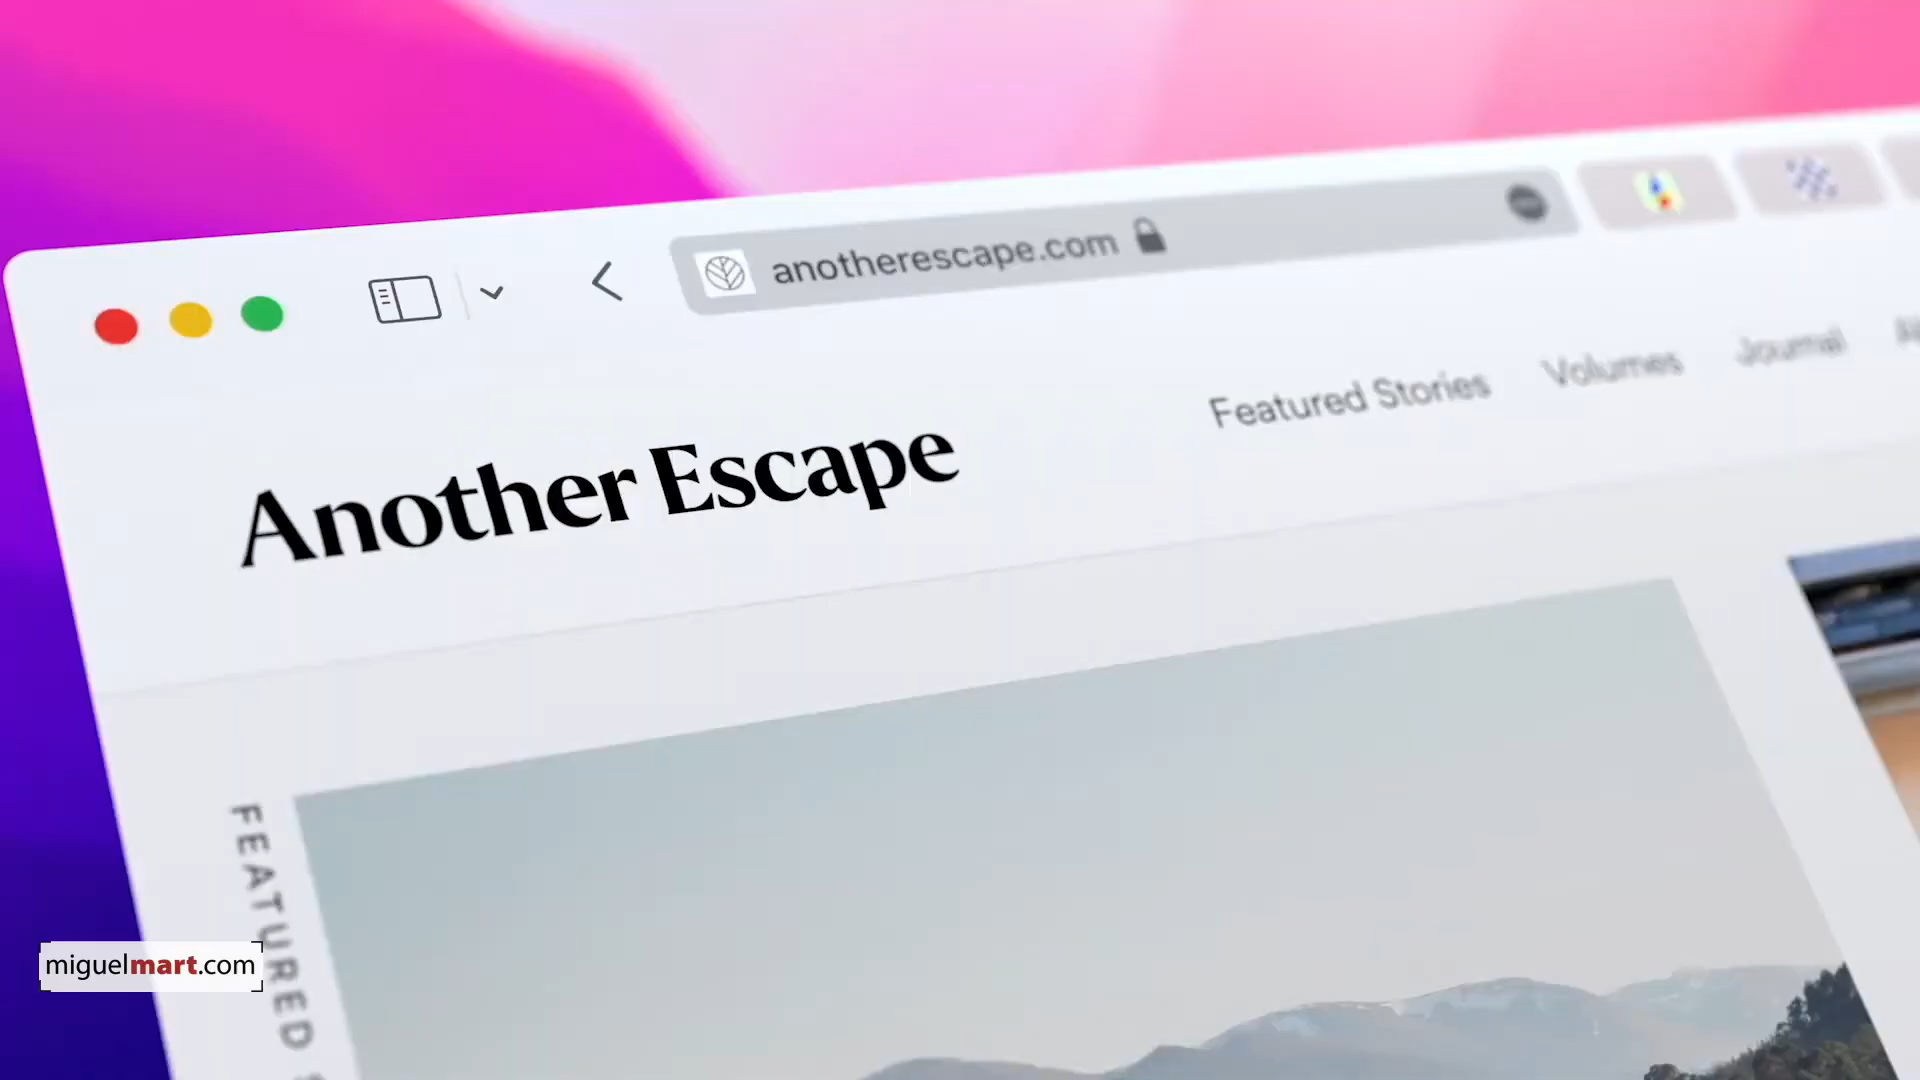 anotherescape.com
Another Escape
Featured Stories
Volumes
Journal
FEATURED
miguelmart.com